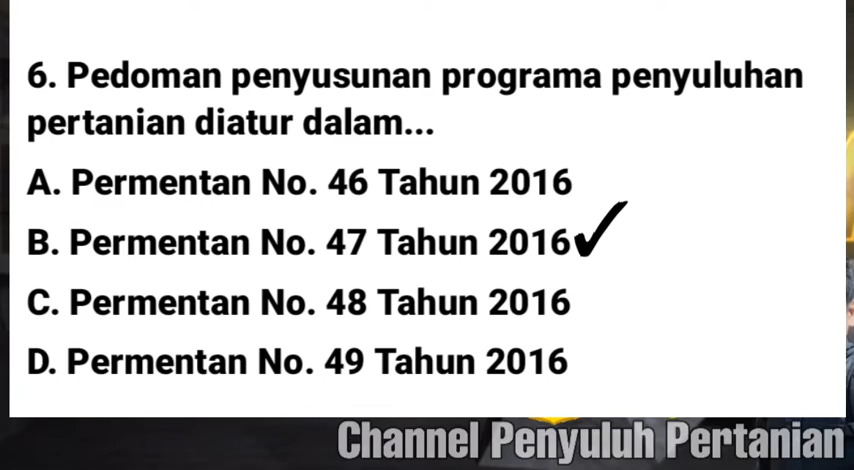 6. Pedoman penyusunan programa penyuluhan
pertanian diatur dalam...
A. Permentan No. 46 Tahun 2016
B. Permentan No. 47 Tahun 2016
C. Permentan No. 48 Tahun 2016
D. Permentan No. 49 Tahun 2016
Channel Penyuluh Pertanian